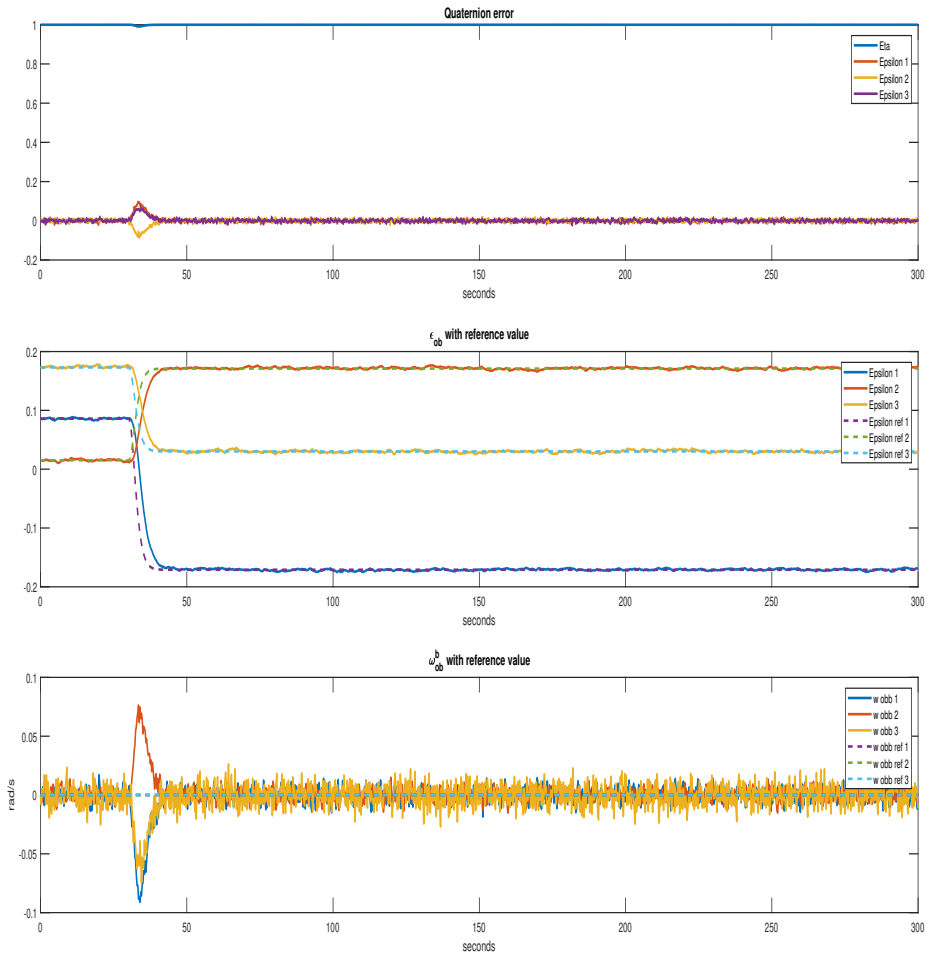 Quaternion error
1
0.8
0.6
0.4
0.2
0
-0.2
Eta
Epsilon 1
Epsilon 2
Epsilon 3
0 50 100 150 200 250 300
seconds
ϵob with reference value
0.2
0.1
0
-0.1
-0.2
Epsilon 1
Epsilon 2
Epsilon 3
Epsilon ref 1
Epsilon ref 2
Epsilon ref 3
0 50 100 150 200 250 300
seconds
ω^b_ob with reference value
0.1
0.05
0
-0.05
-0.1
rad/s
w obb 1
w obb 2
w obb 3
w obb ref 1
w obb ref 2
w obb ref 3
0 50 100 150 200 250 300
seconds